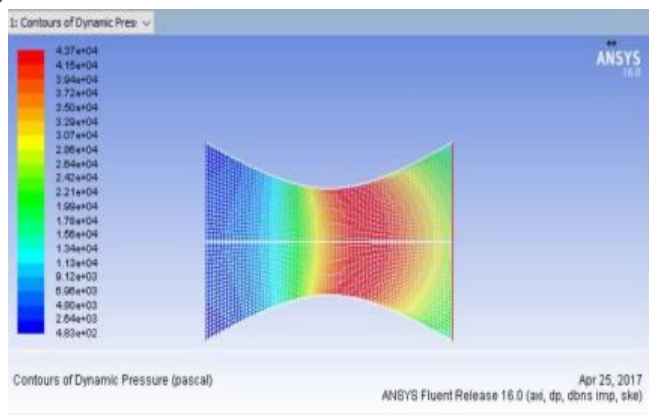 1: Contours of Dynamic Pres
ANSYS
16.0
4.37e+04
4.15e+04
3.94e+04
3.72e+04
3.50e+04
3.29e+04
3.07e+04
2.86e+04
2.64e+04
2.42e+04
2.21e+04
1.99e+04
1.78e+04
1.56e+04
1.34e+04
1.13e+04
9.12e+03
6.96e+03
4.80e+03
2.64e+03
4.83e+02
Contours of Dynamic Pressure (pascal)
Apr 25, 2017
ANSYS Fluent Release 16.0 (axi, dp, dbns imp, ske)